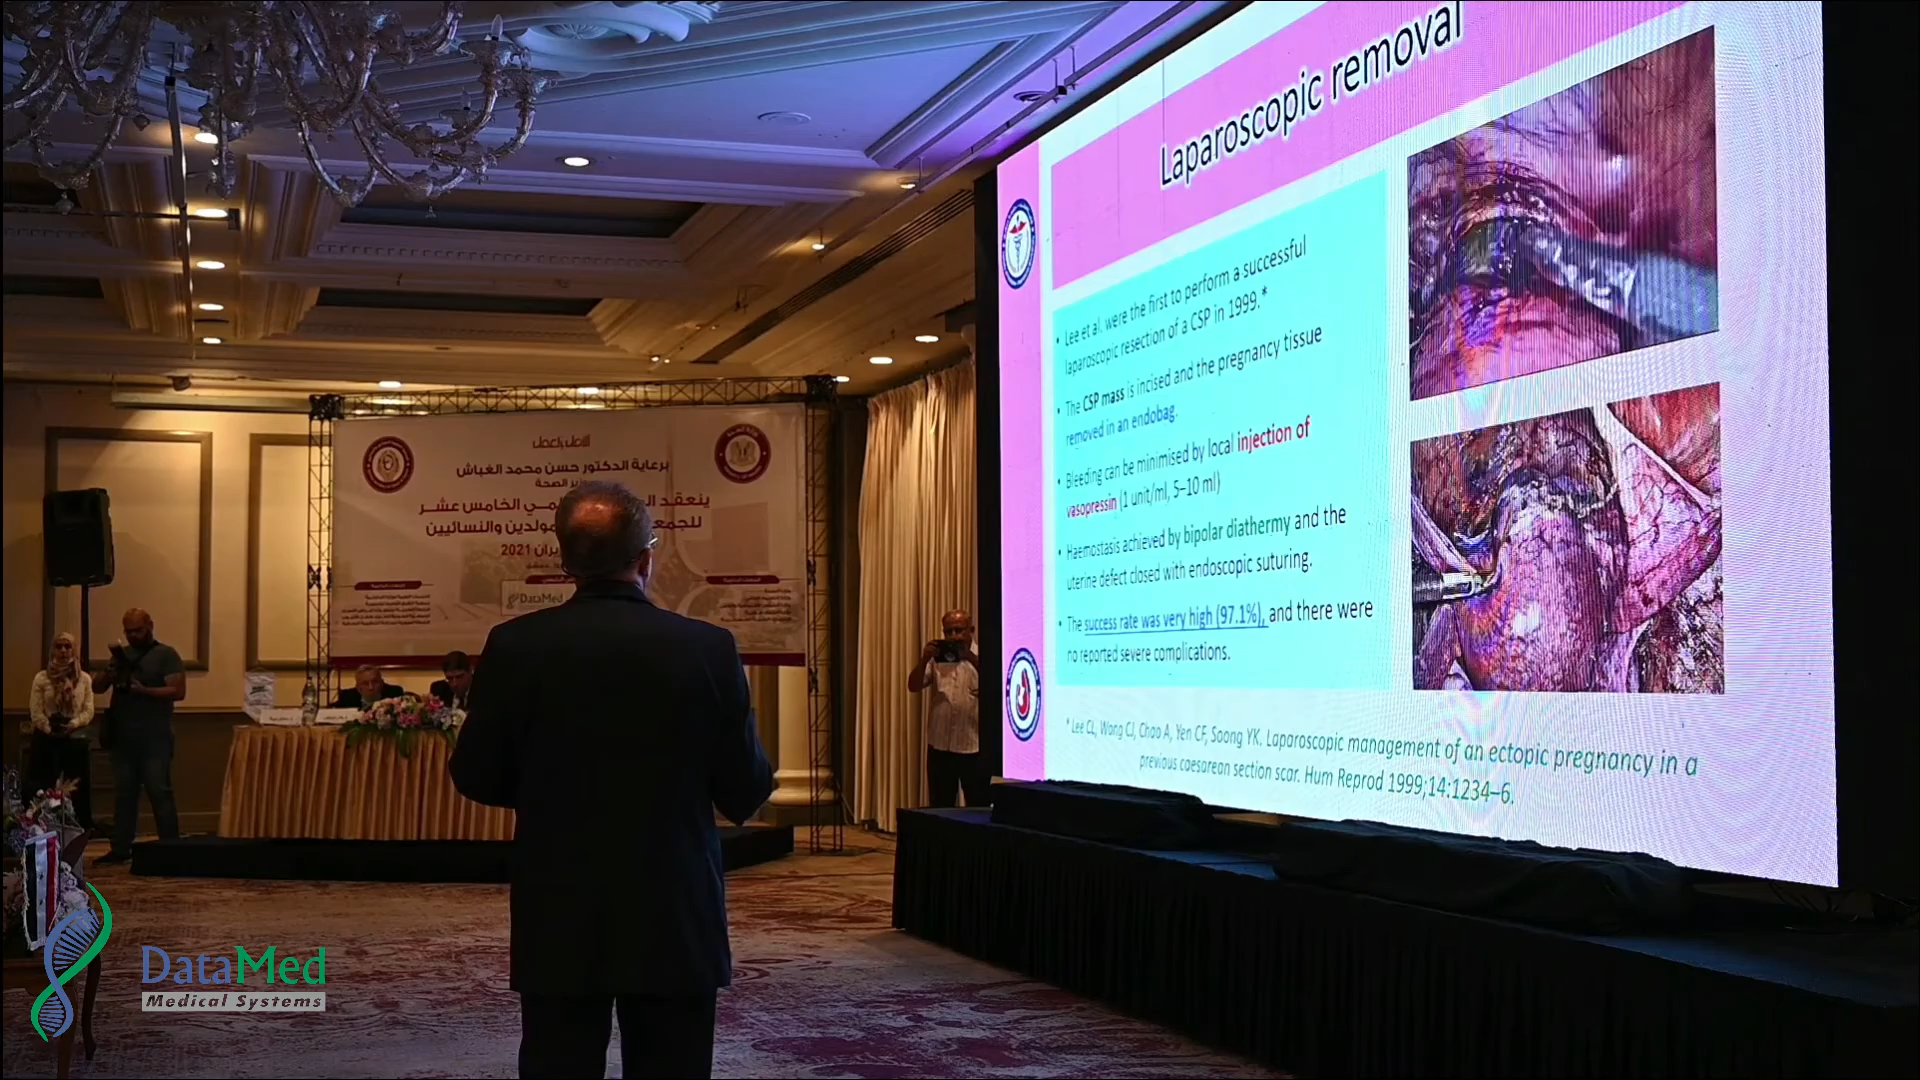 Laparoscopic removal
• Lee et al. were the first to perform a successful
laparoscopic resection of a CSP in 1999.*
• The CSP mass is incised and the pregnancy tissue
removed in an endobag.
• Bleeding can be minimised by local injection of
vasopressin (1 unit/ml, 5–10 ml)
• Haemostasis achieved by bipolar diathermy and the
uterine defect closed with endoscopic suturing.
• The success rate was very high (97.1%), and there were
no reported severe complications.
* Lee CL, Wang CJ, Chao A, Yen CF, Soong YK. Laparoscopic management of an ectopic pregnancy in a
previous caesarean section scar. Hum Reprod 1999;14:1234–6.
برعاية الدكتور حسن محمد الغباش
وزير الصحة
ينعقد الخامس عشر
مولدين والنسائيين
2021
DataMed
DataMed
Medical Systems